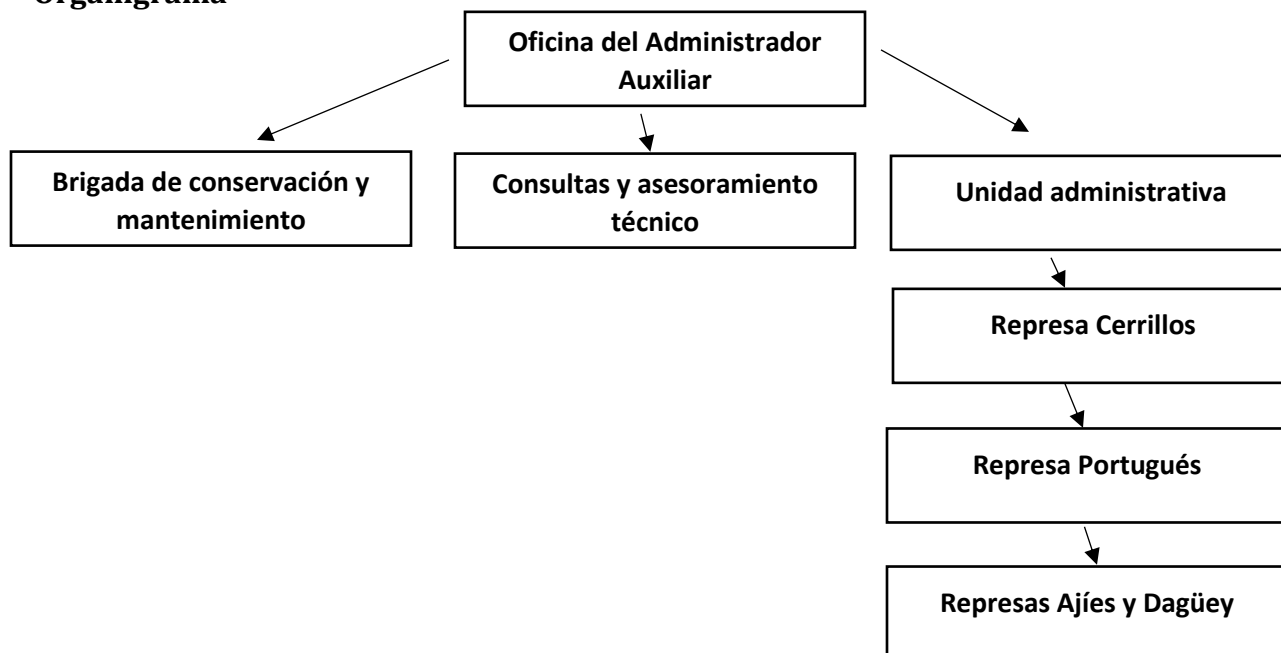 Organigrama
Oficina del Administrador
Auxiliar
Brigada de conservación y
mantenimiento
Consultas y asesoramiento
técnico
Unidad administrativa
Represa Cerrillos
Represa Portugués
Represas Ajíes y Dagüey